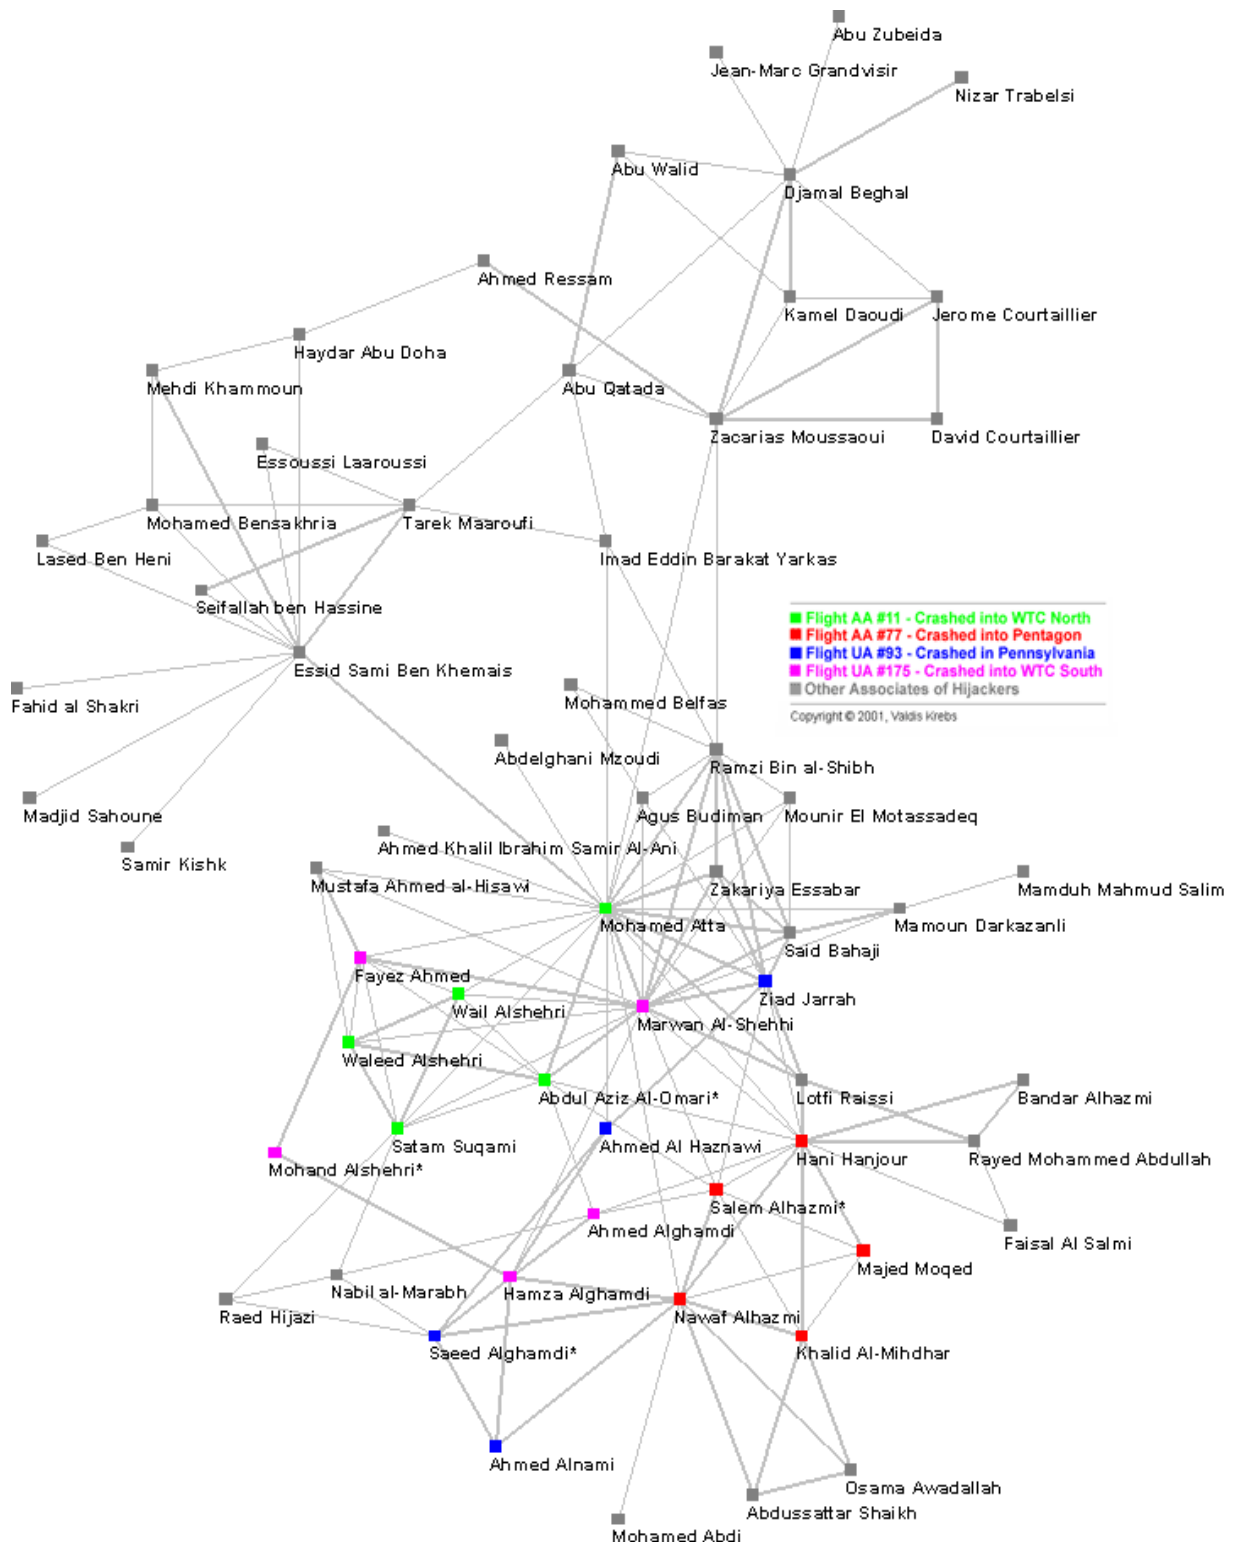 Abu Zubeida
Jean-Marc Grandvisir
Nizar Trabelsi
Abu Walid
Djamal Beghal
Ahmed Ressam
Kamel Daoudi
Jerome Courtaillier
Haydar Abu Doha
Mehdi Khammoun
Abu Qatada
Zacarias Moussaoui
David Courtaillier
Essoussi Laaroussi
Mohamed Bensakhria
Tarek Maaroufi
Lased Ben Heni
Imad Eddin Barakat Yarkas
Seifallah ben Hassine
Flight AA #11 - Crashed into WTC North
Flight AA #77 - Crashed into Pentagon
Flight UA #93 - Crashed in Pennsylvania
Flight UA #175 - Crashed into WTC South
Other Associates of Hijackers
Copyright © 2001, Valdis Krebs
Essid Sami Ben Khemais
Fahid al Shakri
Mohammed Belfas
Abdelghani Mzoudi
Ramzi Bin al-Shibh
Madjid Sahoune
Agus Budiman
Mounir El Motassadeq
Samir Kishk
Ahmed Khalil Ibrahim Samir Al-Ani
Mustafa Ahmed al-Hisawi
Zakariya Essabar
Mamduh Mahmud Salim
Mohamed Atta
Mamoun Darkazanli
Said Bahaji
Fayez Ahmed
Wail Alshehri
Ziad Jarrah
Marwan Al-Shehhi
Waleed Alshehri
Abdul Aziz Al-Omari*
Lotfi Raissi
Bandar Alhazmi
Satam Suqami
Ahmed Al Haznawi
Hani Hanjour
Rayed Mohammed Abdullah
Mohand Alshehri*
Salem Alhazmi*
Ahmed Alghamdi
Faisal Al Salmi
Majed Moqed
Nabil al-Marabh
Hamza Alghamdi
Raed Hijazi
Nawaf Alhazmi
Saeed Alghamdi*
Khalid Al-Mihdhar
Ahmed Alnami
Osama Awadallah
Abdussattar Shaikh
Mohamed Abdi